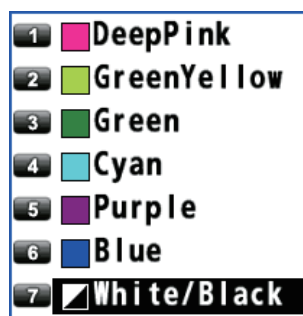 1 DeepPink
2 GreenYellow
3 Green
4 Cyan
5 Purple
6 Blue
7 White/Black